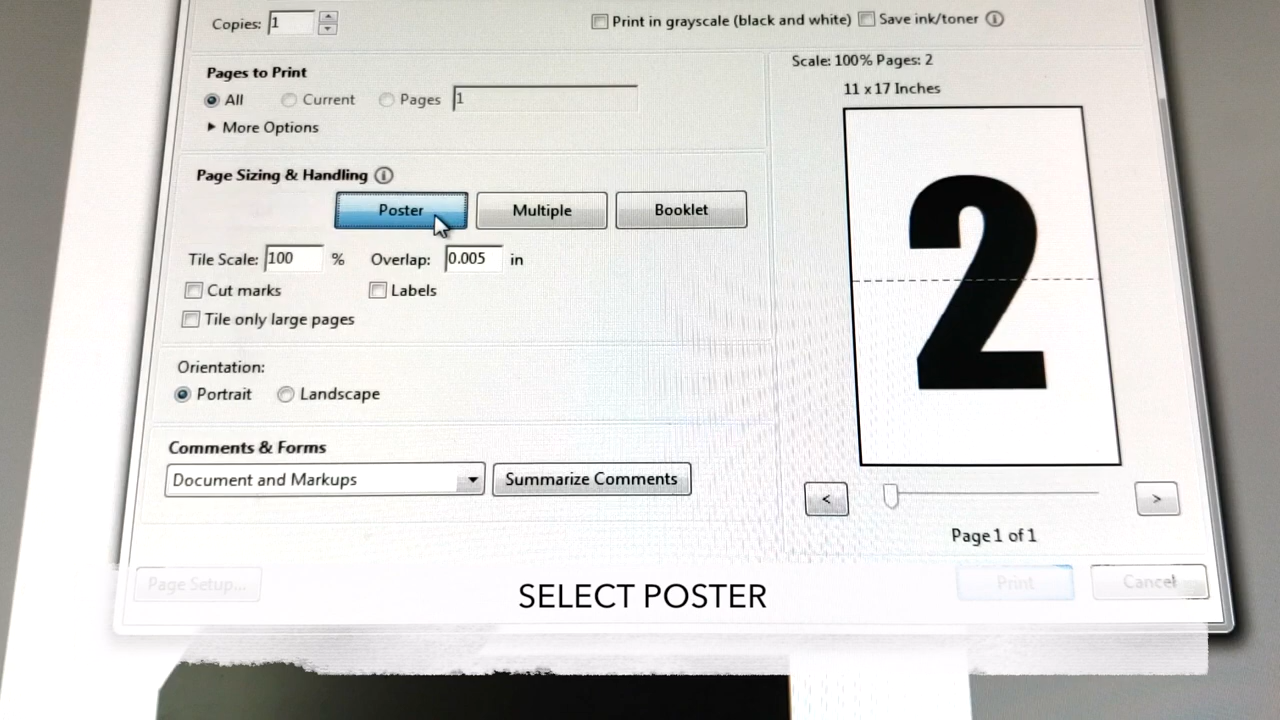 Copies: 1
Print in grayscale (black and white) Save ink/toner
Scale: 100% Pages: 2
11 x 17 Inches
Pages to Print
All Current Pages 1
More Options
Page Sizing & Handling
Poster Multiple Booklet
Tile Scale: 100 % Overlap: 0.005 in
Cut marks Labels
Tile only large pages
Orientation:
Portrait Landscape
Comments & Forms
Document and Markups Summarize Comments
2
< >
Page 1 of 1
Page Setup... Print Cancel
SELECT POSTER